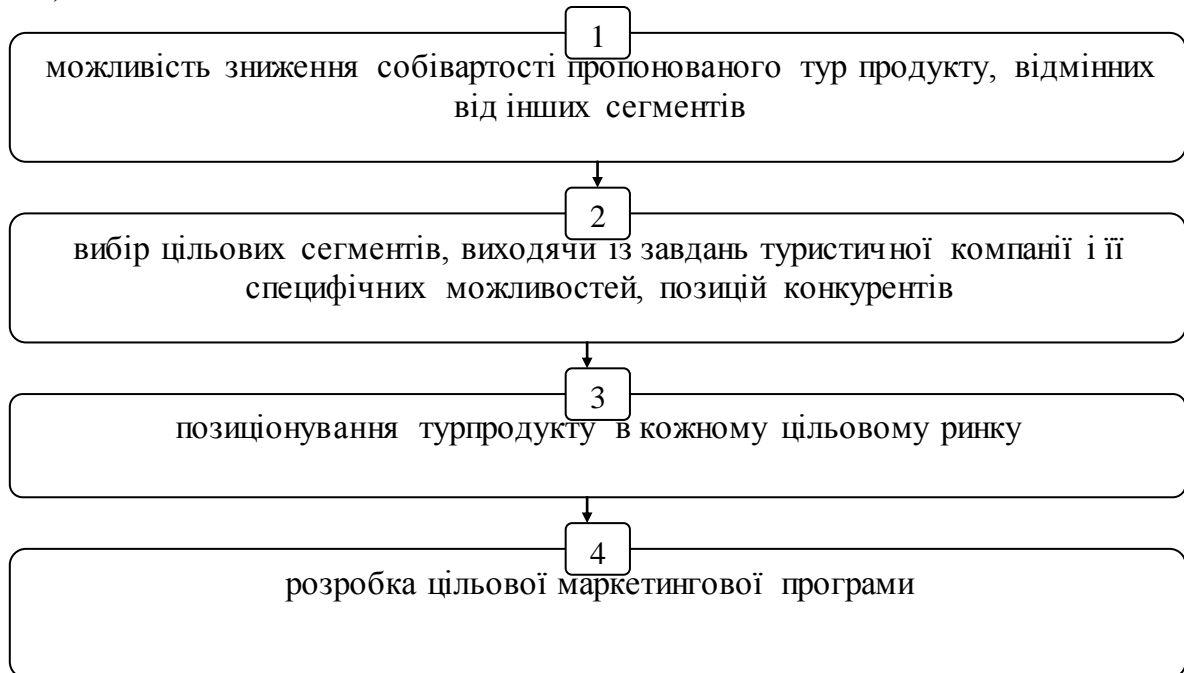 1
можливість зниження собівартості пропонованого тур продукту, відмінних
від інших сегментів
2
вибір цільових сегментів, виходячи із завдань туристичної компанії і її
специфічних можливостей, позицій конкурентів
3
позиціонування турпродукту в кожному цільовому ринку
4
розробка цільової маркетингової програми